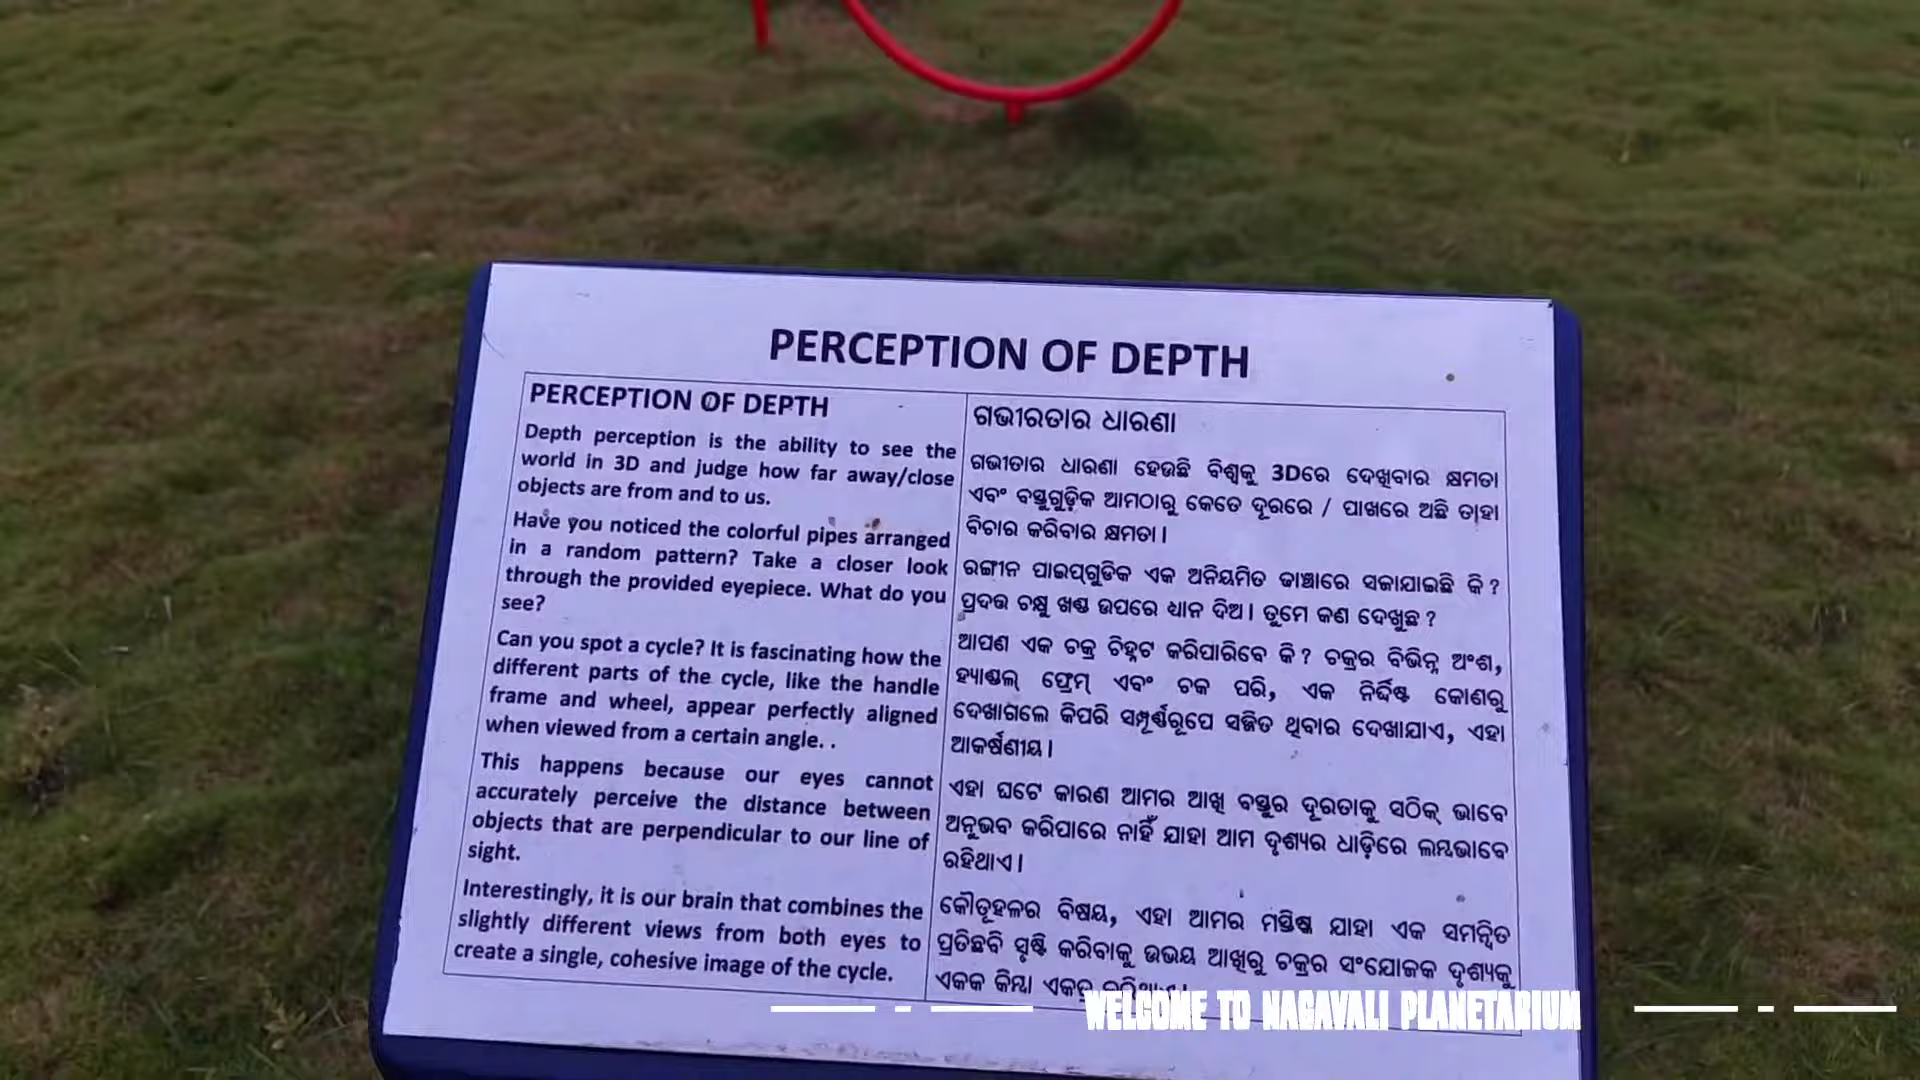 PERCEPTION OF DEPTH
PERCEPTION OF DEPTH
Depth perception is the ability to see the
world in 3D and judge how far away/close
objects are from and to us.
Have you noticed the colorful pipes arranged
in a random pattern? Take a closer look
through the provided eyepiece. What do you
see?
Can you spot a cycle? It is fascinating how the
different parts of the cycle, like the handle
frame and wheel, appear perfectly aligned
when viewed from a certain angle. .
This happens because our eyes cannot
accurately perceive the distance between
objects that are perpendicular to our line of
sight.
Interestingly, it is our brain that combines the
slightly different views from both eyes to
create a single, cohesive image of the cycle.
ଗଭୀରତାର ଧାରଣା
ଗଭୀତାର ଧାରଣା ହେଉଛି ବିଶ୍ୱକୁ 3Dରେ ଦେଖିବାର କ୍ଷମତା
ଏବଂ ବସ୍ତୁଗୁଡ଼ିକ ଆମଠାରୁ କେତେ ଦୂରରେ / ପାଖରେ ଅଛି ତାହା
ବିଚାର କରିବାର କ୍ଷମତା।
ରଙ୍ଗୀନ ପାଇପ୍‌ଗୁଡିକ ଏକ ଅନିୟମିତ ଢାଞ୍ଚାରେ ସଜାଯାଇଛି କି?
ପ୍ରଦତ୍ତ ଚକ୍ଷୁ ଖଣ୍ଡ ଉପରେ ଧ୍ୟାନ ଦିଅ। ତୁମେ କଣ ଦେଖୁଛ?
ଆପଣ ଏକ ଚକ୍ର ଚିହ୍ନଟ କରିପାରିବେ କି? ଚକ୍ରର ବିଭିନ୍ନ ଅଂଶ,
ହ୍ୟାଣ୍ଡଲ୍ ଫ୍ରେମ୍ ଏବଂ ଚକ ପରି, ଏକ ନିର୍ଦ୍ଦିଷ୍ଟ କୋଣରୁ
ଦେଖାଗଲେ କିପରି ସମ୍ପୂର୍ଣ୍ଣରୂପେ ସଜ୍ଜିତ ଥିବାର ଦେଖାଯାଏ, ଏହା
ଆକର୍ଷଣୀୟ।
ଏହା ଘଟେ କାରଣ ଆମର ଆଖି ବସ୍ତୁର ଦୂରତାକୁ ସଠିକ୍ ଭାବେ
ଅନୁଭବ କରିପାରେ ନାହିଁ ଯାହା ଆମ ଦୃଶ୍ୟର ଧାଡ଼ିରେ ଲମ୍ୱଭାବେ
ରହିଥାଏ।
କୌତୂହଳର ବିଷୟ, ଏହା ଆମର ମସ୍ତିଷ୍କ ଯାହା ଏକ ସମନ୍ୱିତ
ପ୍ରତିଛବି ସୃଷ୍ଟି କରିବାକୁ ଉଭୟ ଆଖିରୁ ଚକ୍ରର ସଂଯୋଜକ ଦୃଶ୍ୟକୁ
ଏକକ କିମ୍ୱା
WELCOME TO NAGAVALI PLANETARIUM